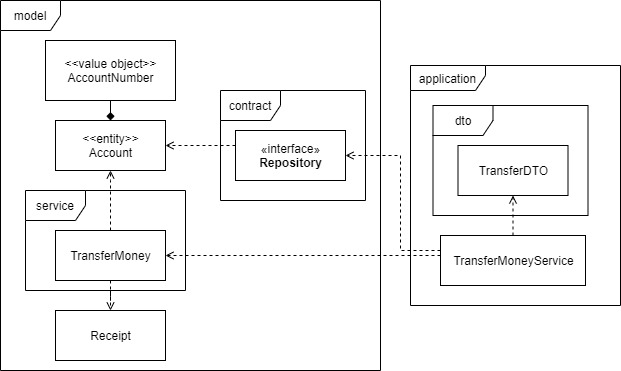 model
<<value object>>
AccountNumber
<<entity>>
Account
contract
«interface»
Repository
service
TransferMoney
Receipt
application
dto
TransferDTO
TransferMoneyService